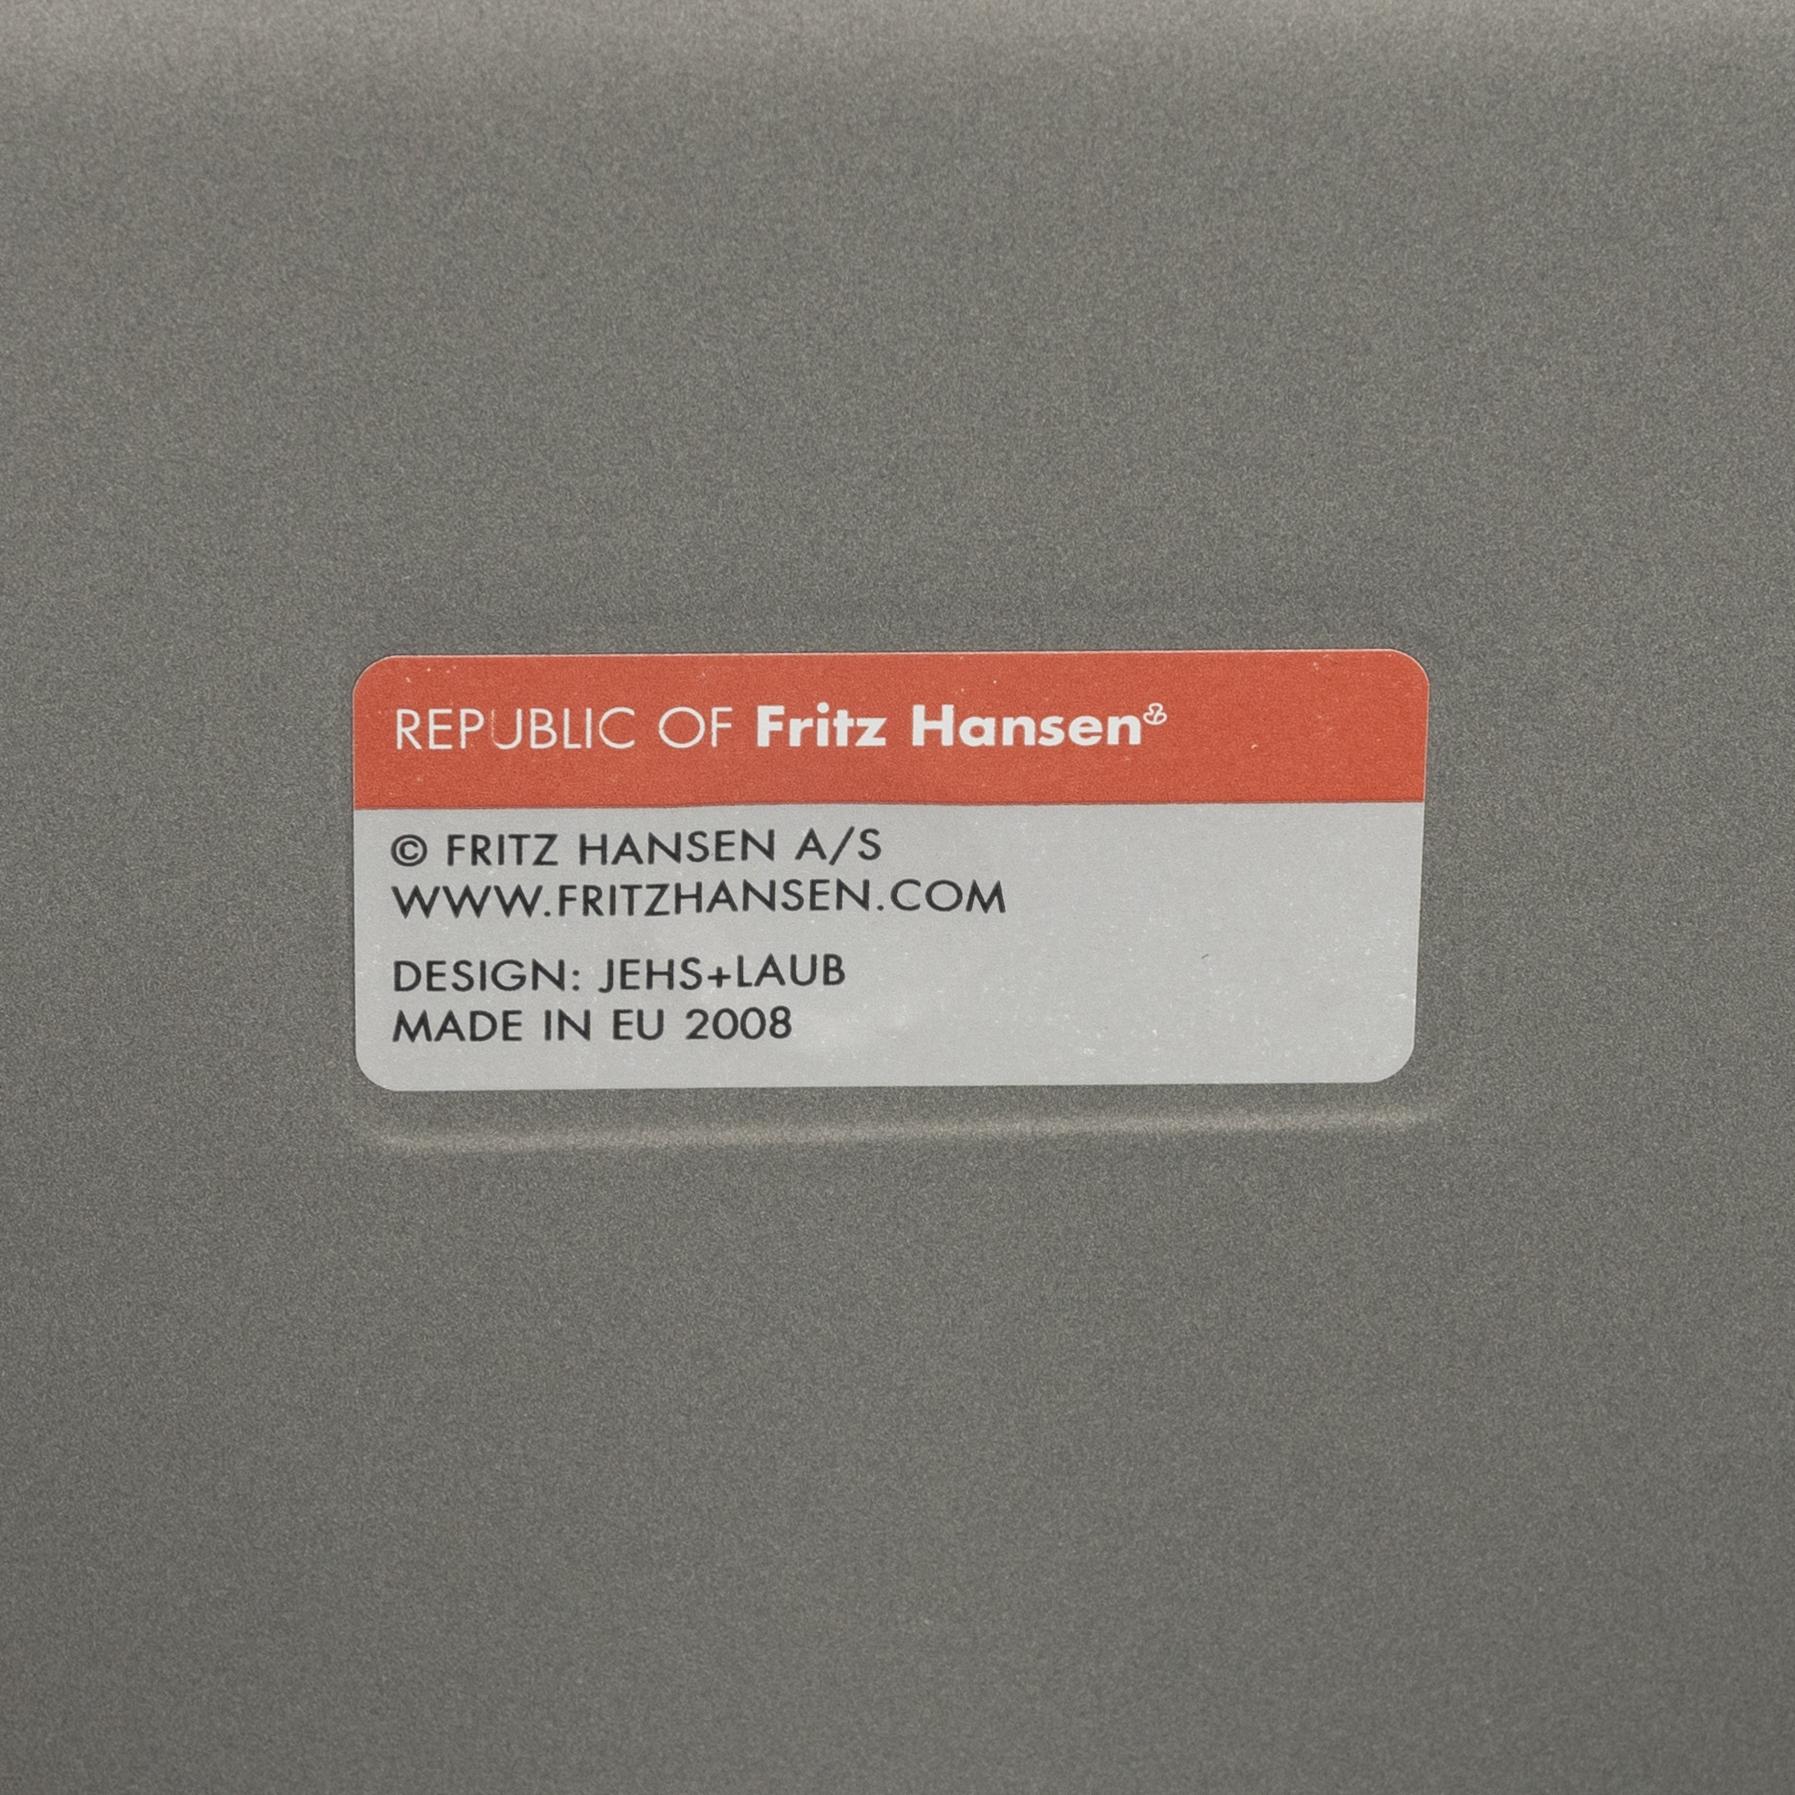 REPUBLIC OF Fritz Hansen
© FRITZ HANSEN A/S
WWW.FRITZHANSEN.COM
DESIGN: JEHS+LAUB
MADE IN EU 2008